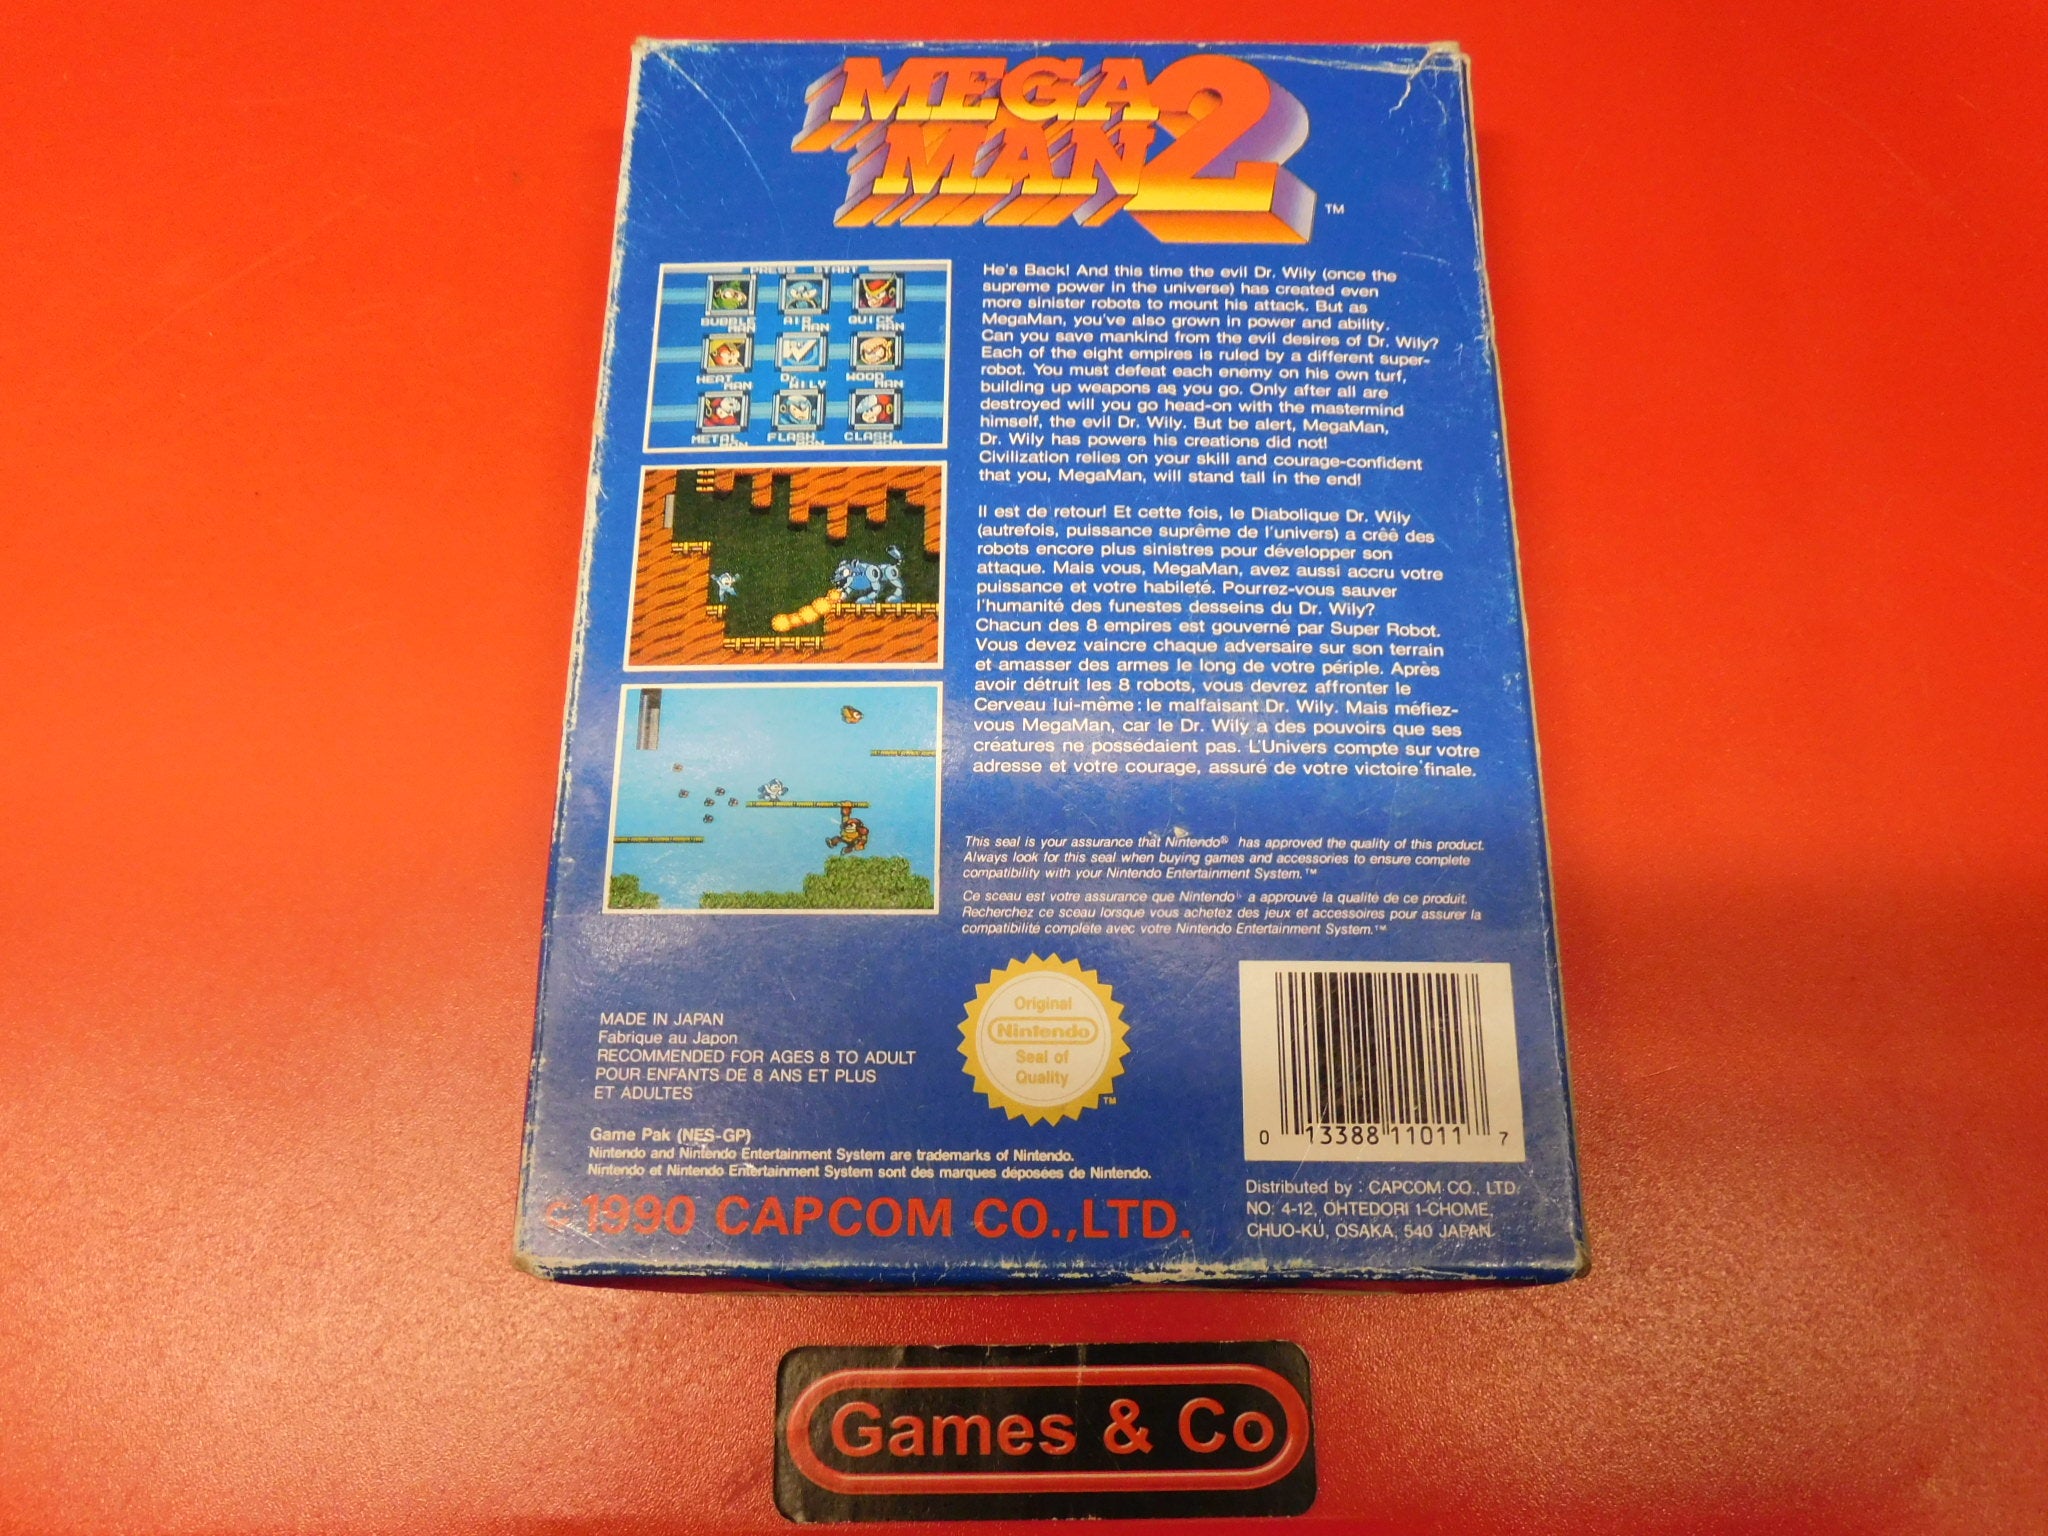 MEGA
MAN 2
™
PRESS START
BUBBLE MAN
AIR MAN
QUICK MAN
HEAT MAN
Dr. WILY
WOOD MAN
METAL MAN
FLASH MAN
CLASH MAN
He's Back! And this time the evil Dr. Wily (once the
supreme power in the universe) has created even
more sinister robots to mount his attack. But as
MegaMan, you've also grown in power and ability.
Can you save mankind from the evil desires of Dr. Wily?
Each of the eight empires is ruled by a different super-
robot. You must defeat each enemy on his own turf,
building up weapons as you go. Only after all are
destroyed will you go head-on with the mastermind
himself, the evil Dr. Wily. But be alert, MegaMan,
Dr. Wily has powers his creations did not!
Civilization relies on your skill and courage-confident
that you, MegaMan, will stand tall in the end!
Il est de retour! Et cette fois, le Diabolique Dr. Wily
(autrefois, puissance suprême de l'univers) a crêê des
robots encore plus sinistres pour développer son
attaque. Mais vous, MegaMan, avez aussi accru votre
puissance et votre habileté. Pourrez-vous sauver
l'humanité des funestes desseins du Dr. Wily?
Chacun des 8 empires est gouverné par Super Robot.
Vous devez vaincre chaque adversaire sur son terrain
et amasser des armes le long de votre périple. Après
avoir détruit les 8 robots, vous devrez affronter le
Cerveau lui-même : le malfaisant Dr. Wily. Mais méfiez-
vous MegaMan, car le Dr. Wily a des pouvoirs que ses
créatures ne possédaient pas. L'Univers compte sur votre
adresse et votre courage, assuré de votre victoire finale.
This seal is your assurance that Nintendo® has approved the quality of this product.
Always look for this seal when buying games and accessories to ensure complete
compatibility with your Nintendo Entertainment System.™
Ce sceau est votre assurance que Nintendo a approuvé la qualité de ce produit.
Recherchez ce sceau lorsque vous achetez des jeux et accessoires pour assurer la
compatibilité complète avec votre Nintendo Entertainment System.™
MADE IN JAPAN
Fabrique au Japon
RECOMMENDED FOR AGES 8 TO ADULT
POUR ENFANTS DE 8 ANS ET PLUS
ET ADULTES
Original
Nintendo
Seal of
Quality
™
0 13388 11011 7
Game Pak (NES-GP)
Nintendo and Nintendo Entertainment System are trademarks of Nintendo.
Nintendo et Nintendo Entertainment System sont des marques déposées de Nintendo.
© 1990 CAPCOM CO.,LTD.
Distributed by : CAPCOM CO., LTD.
NO. 4-12, OHTEDORI 1-CHOME,
CHUO-KU, OSAKA, 540 JAPAN
Games & Co